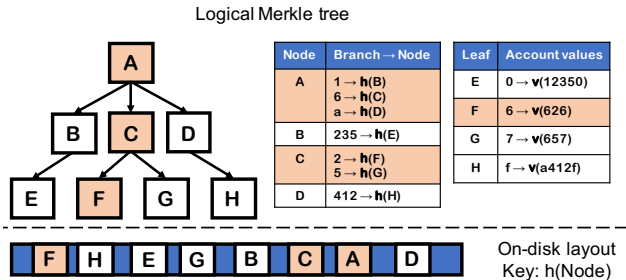 Logical Merkle tree
A
B
C
D
E
F
G
H
Node Branch → Node
A 1 → h(B)
6 → h(C)
a → h(D)
B 235 → h(E)
C 2 → h(F)
5 → h(G)
D 412 → h(H)
Leaf Account values
E 0 → v(12350)
F 6 → v(626)
G 7 → v(657)
H f → v(a412f)
F H E G B C A D
On-disk layout
Key: h(Node)